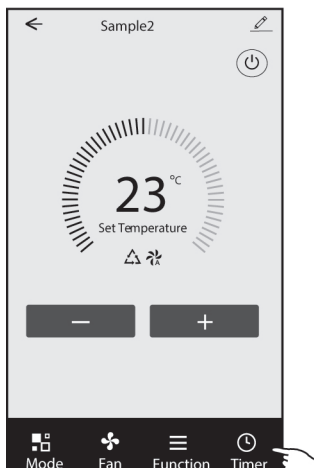 Sample2
23 °C
Set Temperature
A
− +
Mode Fan Function Timer